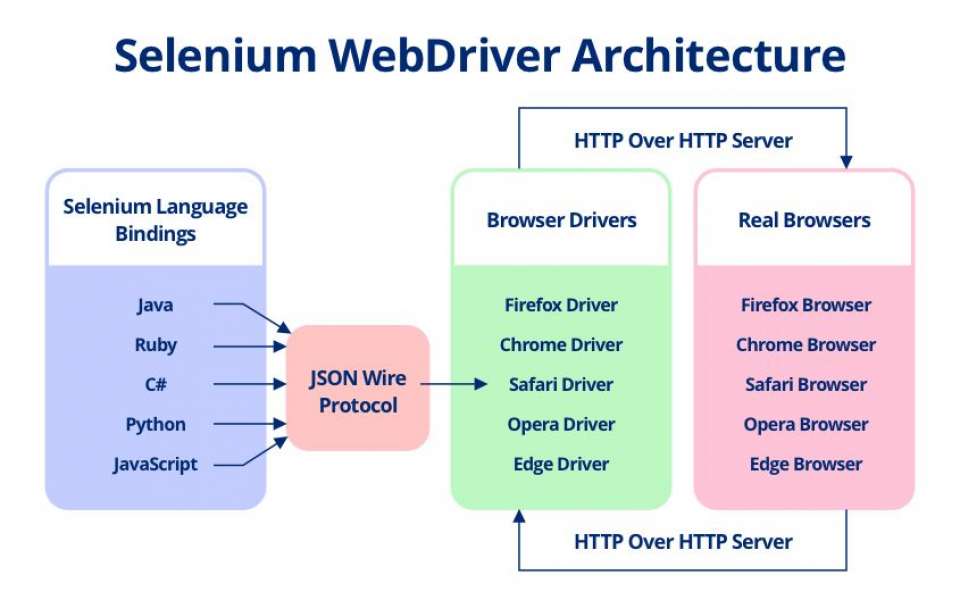 Selenium WebDriver Architecture
HTTP Over HTTP Server
Selenium Language
Bindings
Java
Ruby
C#
Python
JavaScript
JSON Wire
Protocol
Browser Drivers
Firefox Driver
Chrome Driver
Safari Driver
Opera Driver
Edge Driver
Real Browsers
Firefox Browser
Chrome Browser
Safari Browser
Opera Browser
Edge Browser
HTTP Over HTTP Server